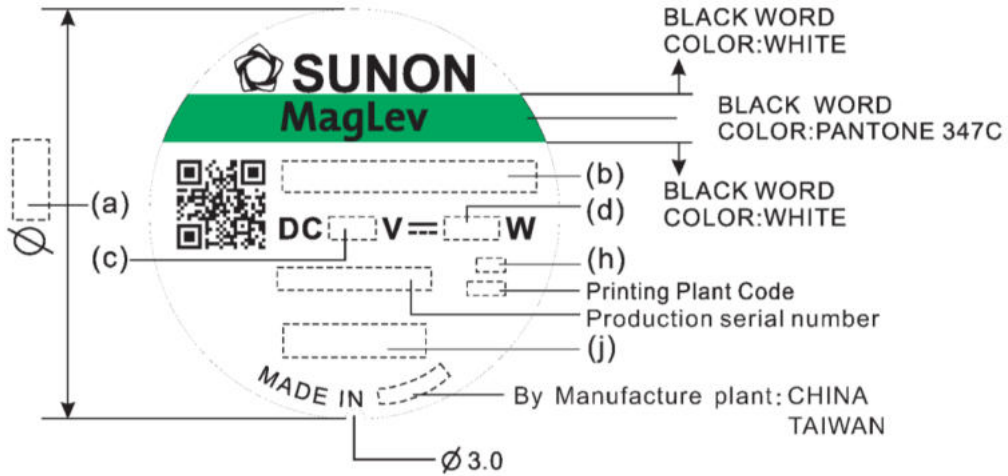 BLACK WORD
COLOR:WHITE
SUNON
MagLev
BLACK WORD
COLOR:PANTONE 347C
(a)
Ø
(b)
BLACK WORD
COLOR:WHITE
(d)
DC V W
(c)
(h)
Printing Plant Code
Production serial number
(j)
MADE IN
By Manufacture plant: CHINA
TAIWAN
Ø 3.0